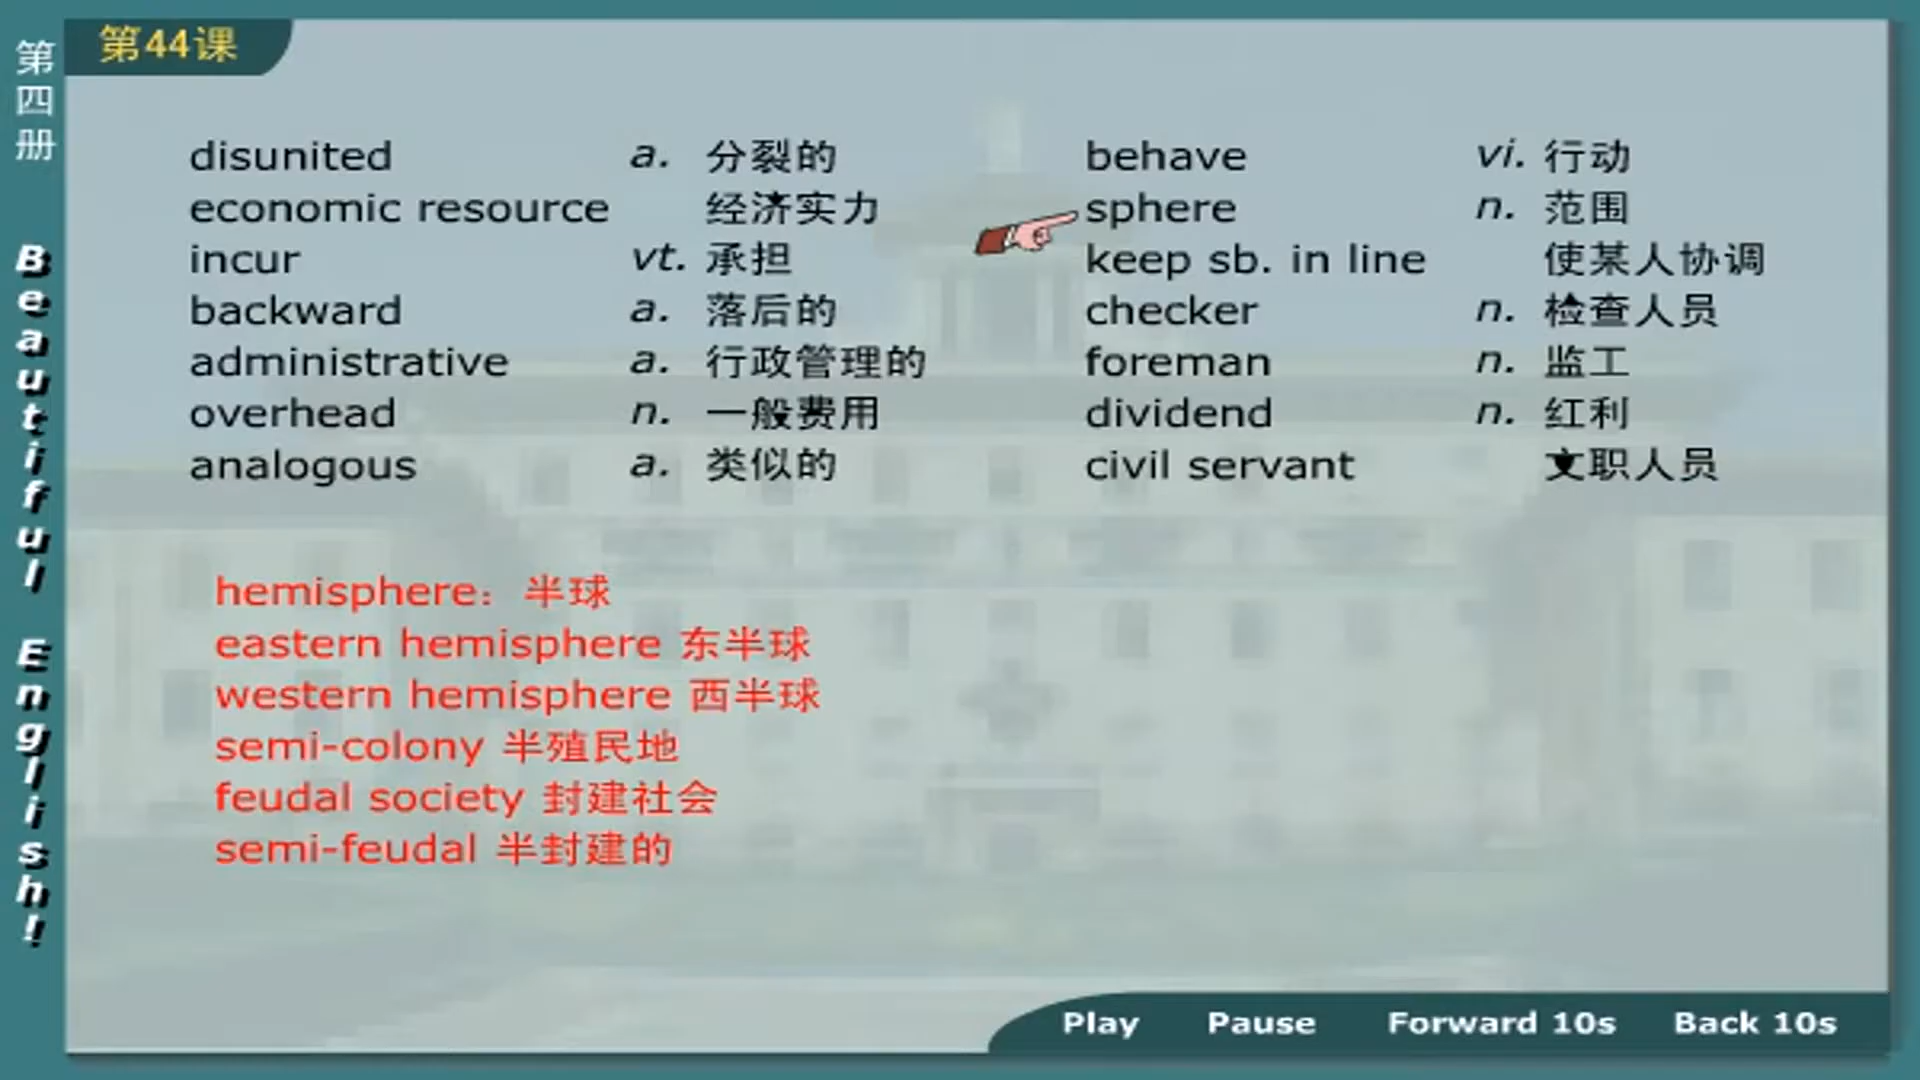 第四册
Beautiful English!
第44课
disunited a. 分裂的
economic resource 经济实力
incur vt. 承担
backward a. 落后的
administrative a. 行政管理的
overhead n. 一般费用
analogous a. 类似的
behave vi. 行动
sphere n. 范围
keep sb. in line 使某人协调
checker n. 检查人员
foreman n. 监工
dividend n. 红利
civil servant 文职人员
hemisphere: 半球
eastern hemisphere 东半球
western hemisphere 西半球
semi-colony 半殖民地
feudal society 封建社会
semi-feudal 半封建的
Play Pause Forward 10s Back 10s